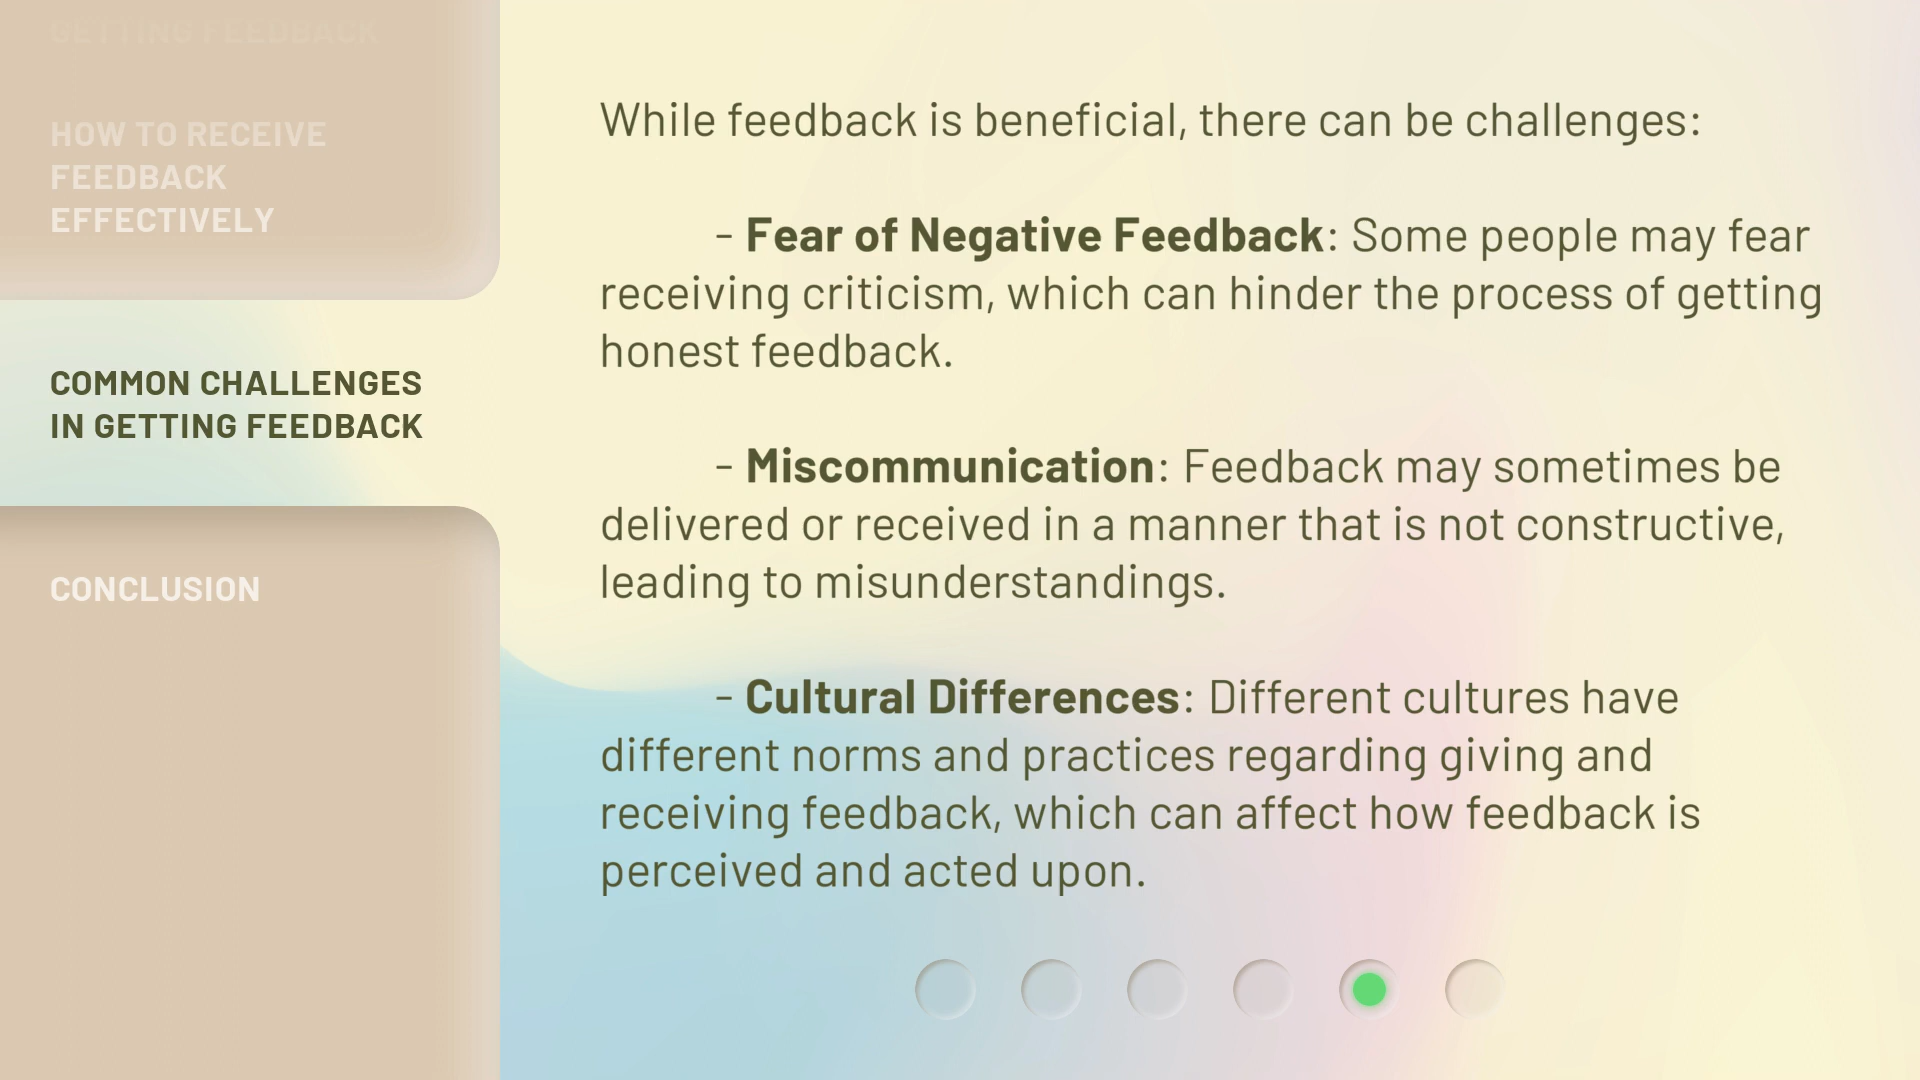 GETTING FEEDBACK
HOW TO RECEIVE
FEEDBACK
EFFECTIVELY
COMMON CHALLENGES
IN GETTING FEEDBACK
CONCLUSION
While feedback is beneficial, there can be challenges:
- Fear of Negative Feedback: Some people may fear
receiving criticism, which can hinder the process of getting
honest feedback.
- Miscommunication: Feedback may sometimes be
delivered or received in a manner that is not constructive,
leading to misunderstandings.
- Cultural Differences: Different cultures have
different norms and practices regarding giving and
receiving feedback, which can affect how feedback is
perceived and acted upon.